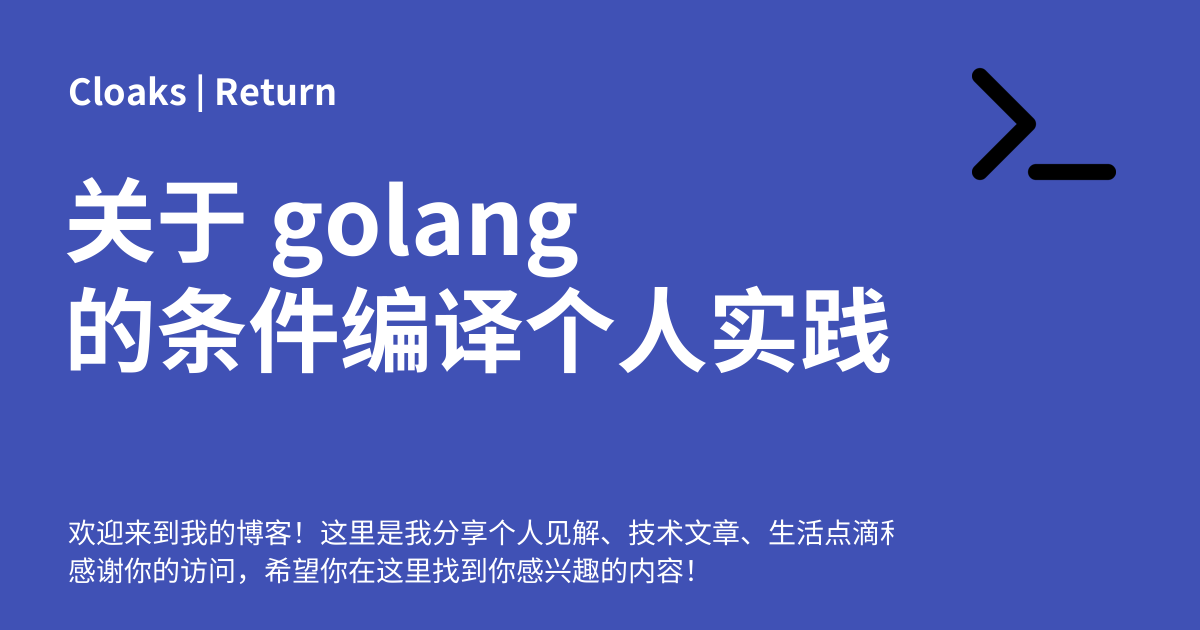 Cloaks | Return
关于 golang
的条件编译个人实践
欢迎来到我的博客！这里是我分享个人见解、技术文章、生活点滴
感谢你的访问，希望你在这里找到你感兴趣的内容！